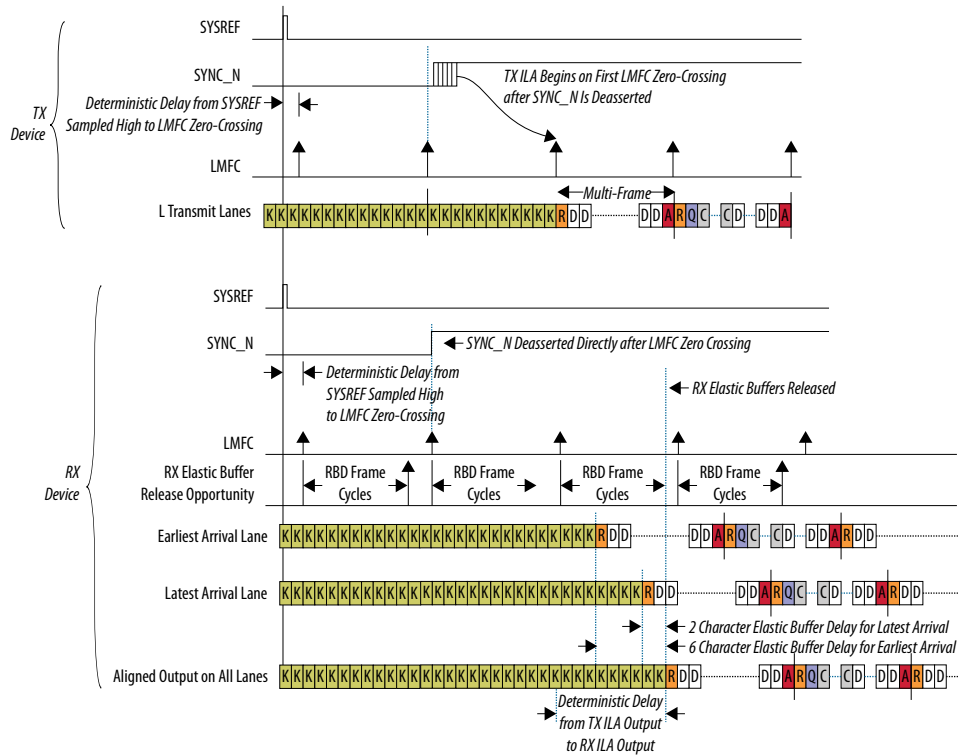 SYSREF
SYNC_N
TX ILA Begins on First LMFC Zero-Crossing
after SYNC_N Is Deasserted
Deterministic Delay from SYSREF
Sampled High to LMFC Zero-Crossing
TX
Device
LMFC
Multi-Frame
L Transmit Lanes
KKKKKKKKKKKKKKKKKKKKKKKKKRDD DDARQC CD DDA
SYSREF
SYNC_N
SYNC_N Deasserted Directly after LMFC Zero Crossing
Deterministic Delay from
SYSREF Sampled High
to LMFC Zero-Crossing
RX Elastic Buffers Released
LMFC
RX
Device
RX Elastic Buffer
Release Opportunity
RBD Frame
Cycles
RBD Frame
Cycles
RBD Frame
Cycles
RBD Frame
Cycles
Earliest Arrival Lane
KKKKKKKKKKKKKKKKKKKKKKKKKKKRDD DDARQC CD DDARDD
Latest Arrival Lane
KKKKKKKKKKKKKKKKKKKKKKKKKKKKKKKRDD DDARQC CD DDARDD
2 Character Elastic Buffer Delay for Latest Arrival
6 Character Elastic Buffer Delay for Earliest Arrival
Aligned Output on All Lanes
KKKKKKKKKKKKKKKKKKKKKKKKKKKKKKKKKRDD DDARQC CD DDARDD
Deterministic Delay
from TX ILA Output
to RX ILA Output